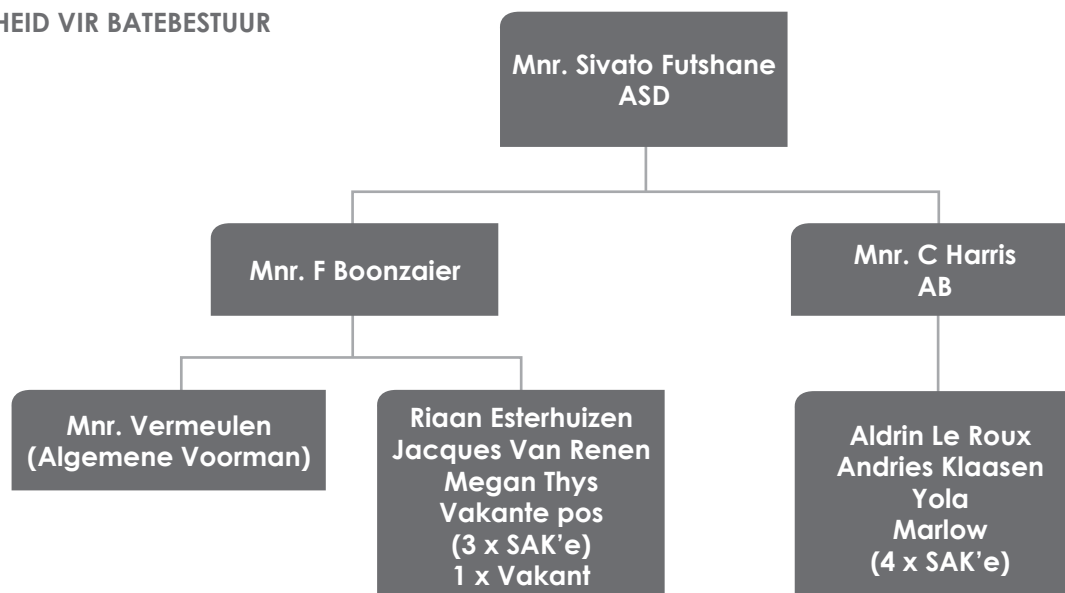 HEID VIR BATEBESTUUR
Mnr. Sivato Futshane
ASD
Mnr. F Boonzaier
Mnr. C Harris
AB
Mnr. Vermeulen
(Algemene Voorman)
Riaan Esterhuizen
Jacques Van Renen
Megan Thys
Vakante pos
(3 x SAK’e)
1 x Vakant
Aldrin Le Roux
Andries Klaasen
Yola
Marlow
(4 x SAK’e)